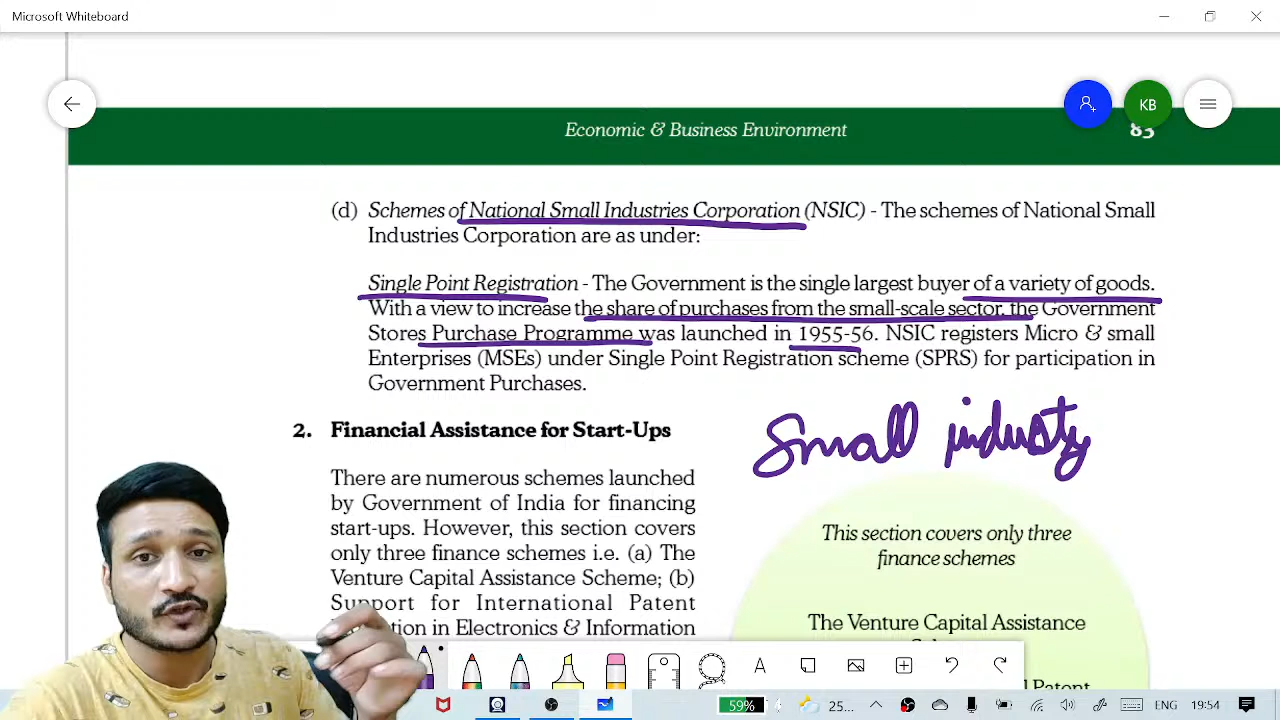 Microsoft Whiteboard
KB
Economic & Business Environment
83
(d) Schemes of National Small Industries Corporation (NSIC) - The schemes of National Small
Industries Corporation are as under:
Single Point Registration - The Government is the single largest buyer of a variety of goods.
With a view to increase the share of purchases from the small-scale sector, the Government
Stores Purchase Programme was launched in 1955-56. NSIC registers Micro & small
Enterprises (MSEs) under Single Point Registration scheme (SPRS) for participation in
Government Purchases.
Small industry
2. Financial Assistance for Start-Ups
There are numerous schemes launched
by Government of India for financing
start-ups. However, this section covers
only three finance schemes i.e. (a) The
Venture Capital Assistance Scheme; (b)
Support for International Patent
in Electronics & Information
This section covers only three
finance schemes
The Venture Capital Assistance
Patent
A
59%
25...
ENG
19:54